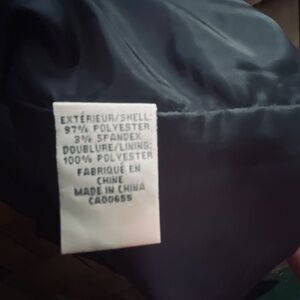 EXTÉRIEUR/SHELL:
97% POLYESTER
3% SPANDEX
DOUBLURE/LINING:
100% POLYESTER
FABRIQUÉ EN
CHINE
MADE IN CHINA
CA00655